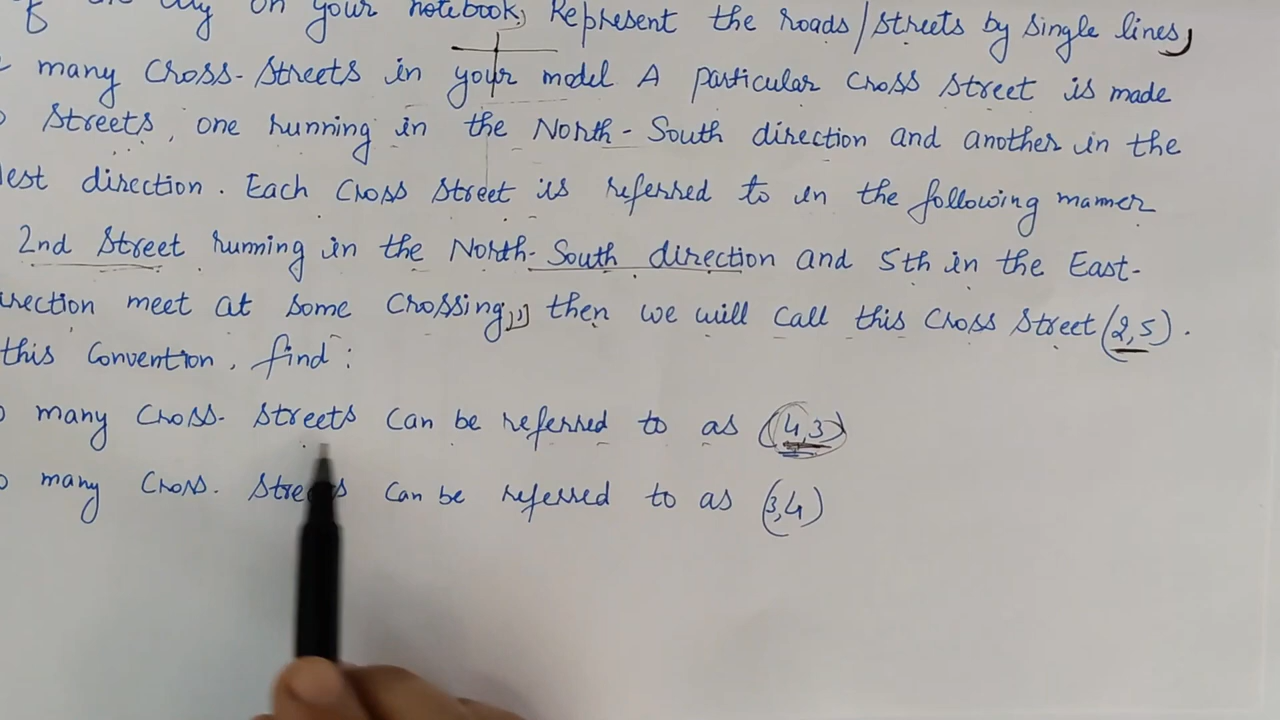 on your notebook, Represent the roads/streets by single lines,
many Cross-Streets in your model A particular Cross Street is made
Streets, one running in the North-South direction and another in the
est direction. Each Cross Street is referred to in the following manner
2nd Street running in the North-South direction and 5th in the East-
rection meet at some Crossing, then we will call this Cross Street (2,5).
this Convention, find:
many Cross-Streets can be referred to as (4,3)
many Cross. Streets can be referred to as (3,4)